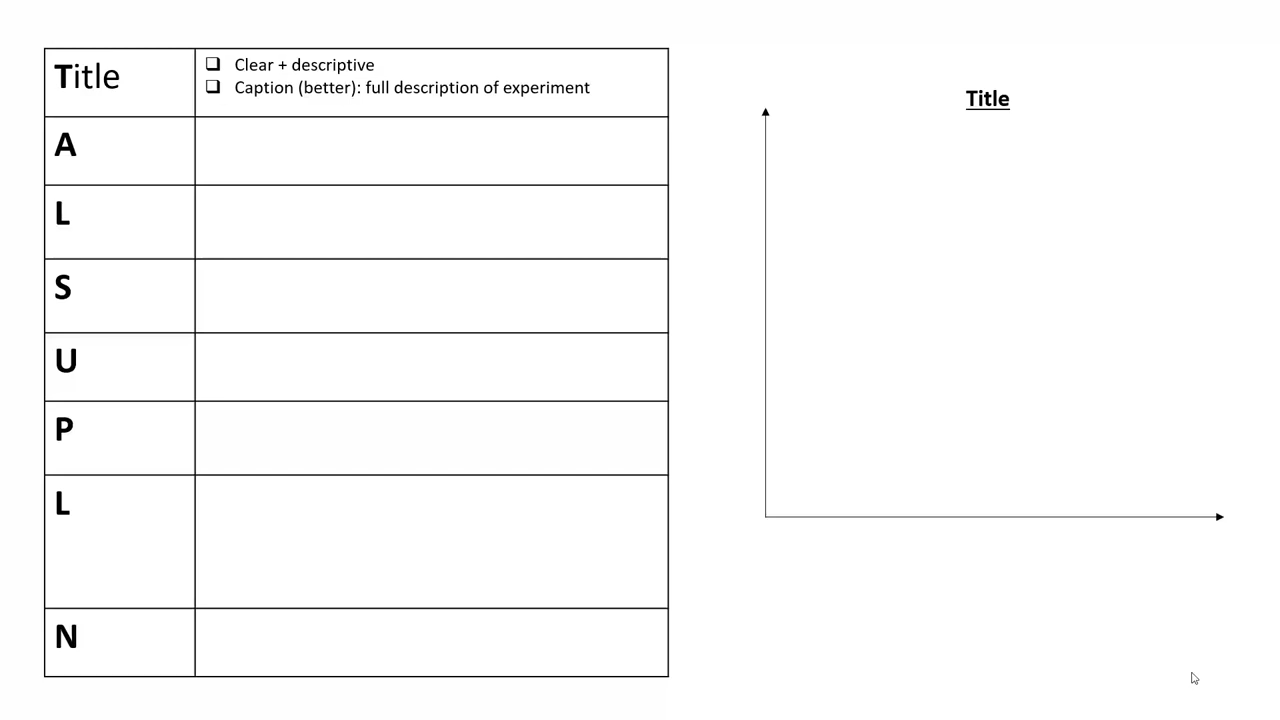 Title
Clear + descriptive
Caption (better): full description of experiment
A
L
S
U
P
L
N
Title